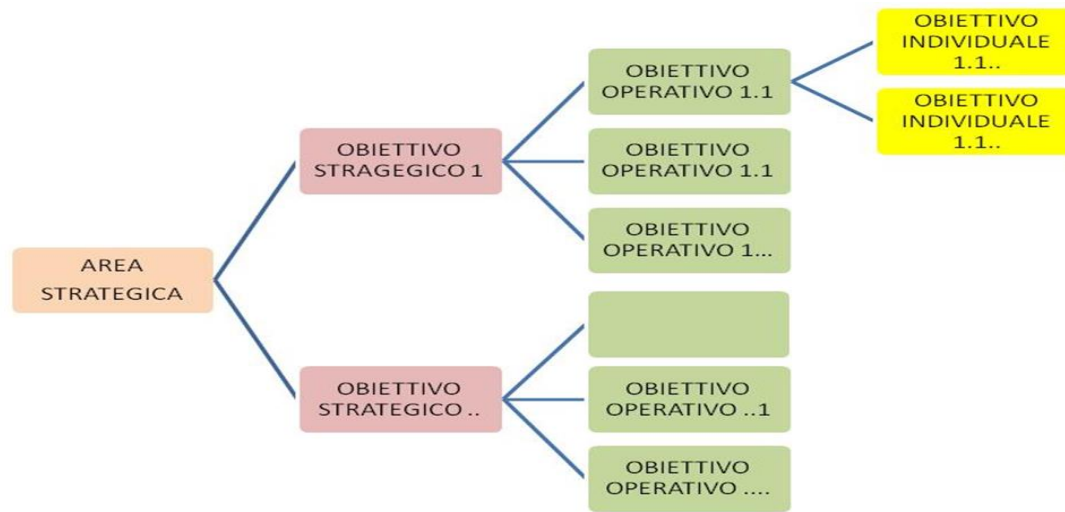 AREA
STRATEGICA
OBIETTIVO
STRAGEGICO 1
OBIETTIVO
OPERATIVO 1.1
OBIETTIVO
INDIVIDUALE
1.1..
OBIETTIVO
INDIVIDUALE
1.1..
OBIETTIVO
OPERATIVO 1.1
OBIETTIVO
OPERATIVO 1...
OBIETTIVO
STRATEGICO ..
OBIETTIVO
OPERATIVO ..1
OBIETTIVO
OPERATIVO ....